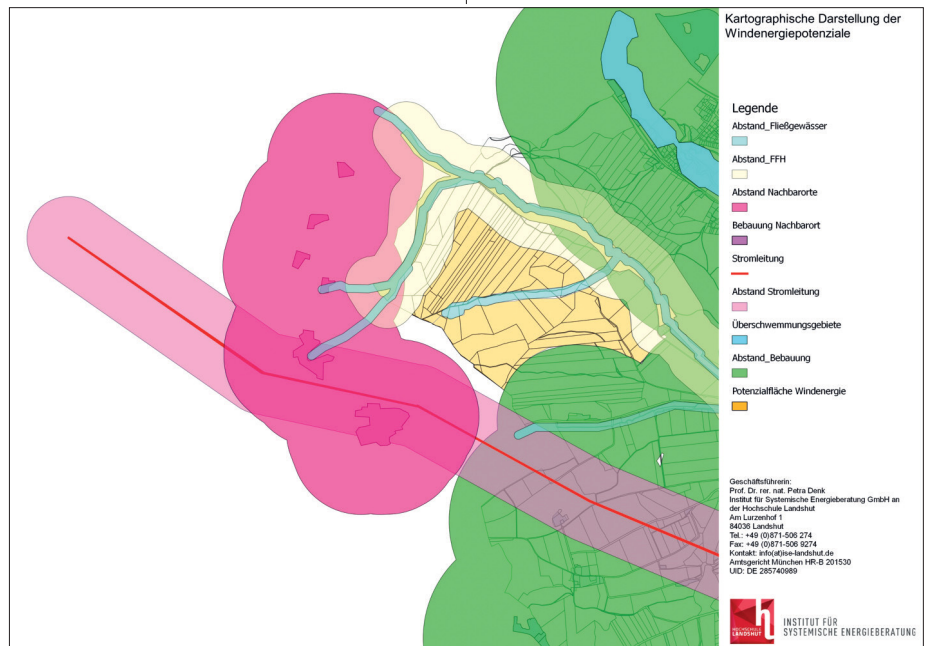 Kartographische Darstellung der
Windenergiepotenziale
Legende
Abstand_Fließgewässer
Abstand_FFH
Abstand Nachbarorte
Bebauung Nachbarort
Stromleitung
Abstand Stromleitung
Überschwemmungsgebiete
Abstand_Bebauung
Potenzialfläche Windenergie
Geschäftsführerin:
Prof. Dr. rer. nat. Petra Denk
Institut für Systemische Energieberatung GmbH an
der Hochschule Landshut
Am Lurzenhof 1
84036 Landshut
Tel.: +49 (0)871-506 274
Fax: +49 (0)871-506 9274
Kontakt: info(at)ise-landshut.de
Amtsgericht München HR-B 201530
UID: DE 285740989
HOCHSCHULE
LANDSHUT
INSTITUT FÜR
SYSTEMISCHE ENERGIEBERATUNG